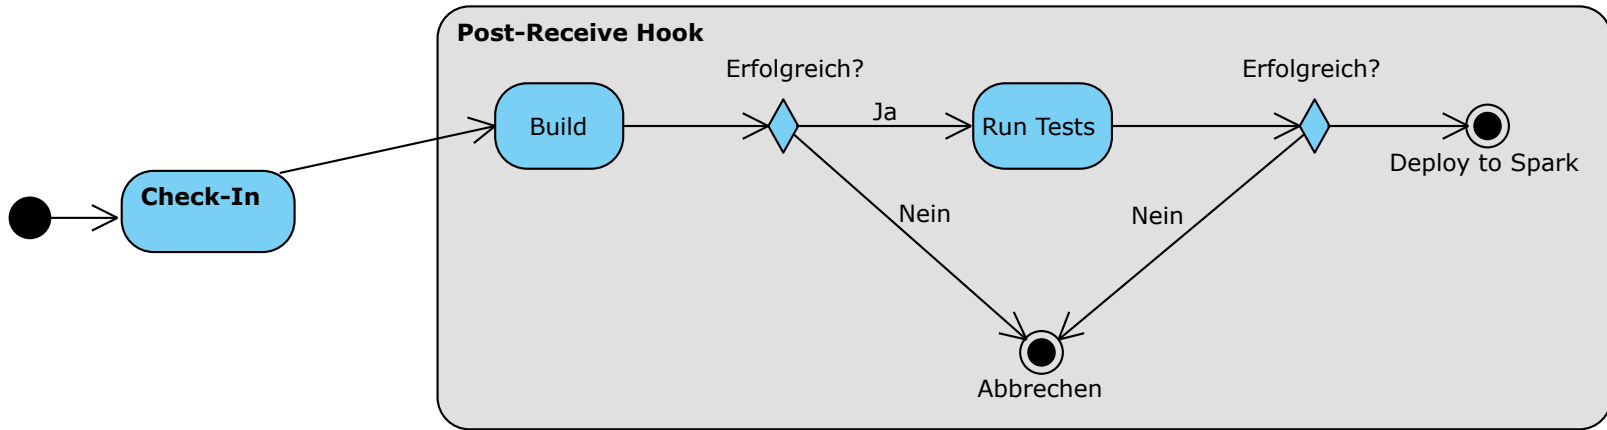 Post-Receive Hook
Erfolgreich?
Erfolgreich?
Build
Ja
Run Tests
Deploy to Spark
Check-In
Nein
Nein
Abbrechen